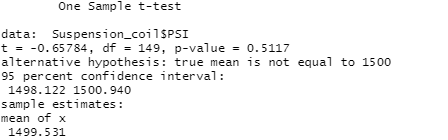 One Sample t-test
data:  Suspension_coil$PSI
t = -0.65784, df = 149, p-value = 0.5117
alternative hypothesis: true mean is not equal to 1500
95 percent confidence interval:
 1498.122 1500.940
sample estimates:
mean of x
 1499.531